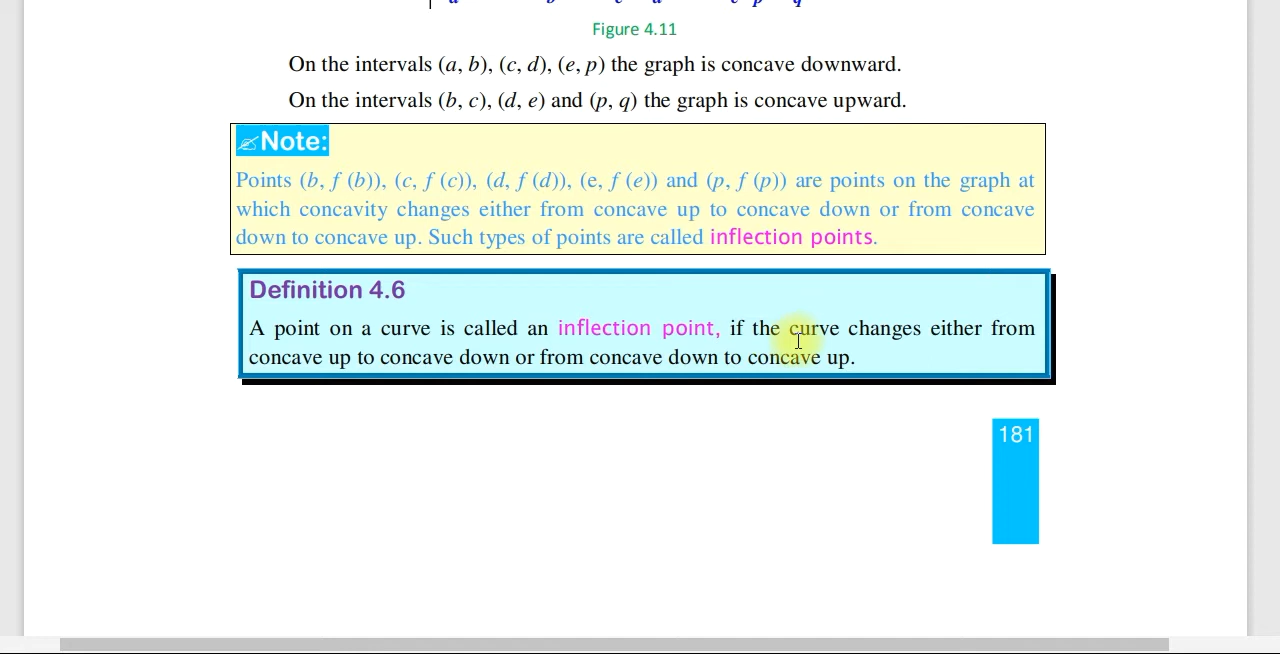 Figure 4.11
On the intervals (a, b), (c, d), (e, p) the graph is concave downward.
On the intervals (b, c), (d, e) and (p, q) the graph is concave upward.
✍Note:
Points (b, f (b)), (c, f (c)), (d, f (d)), (e, f (e)) and (p, f (p)) are points on the graph at
which concavity changes either from concave up to concave down or from concave
down to concave up. Such types of points are called inflection points.
Definition 4.6
A point on a curve is called an inflection point, if the curve changes either from
concave up to concave down or from concave down to concave up.
181